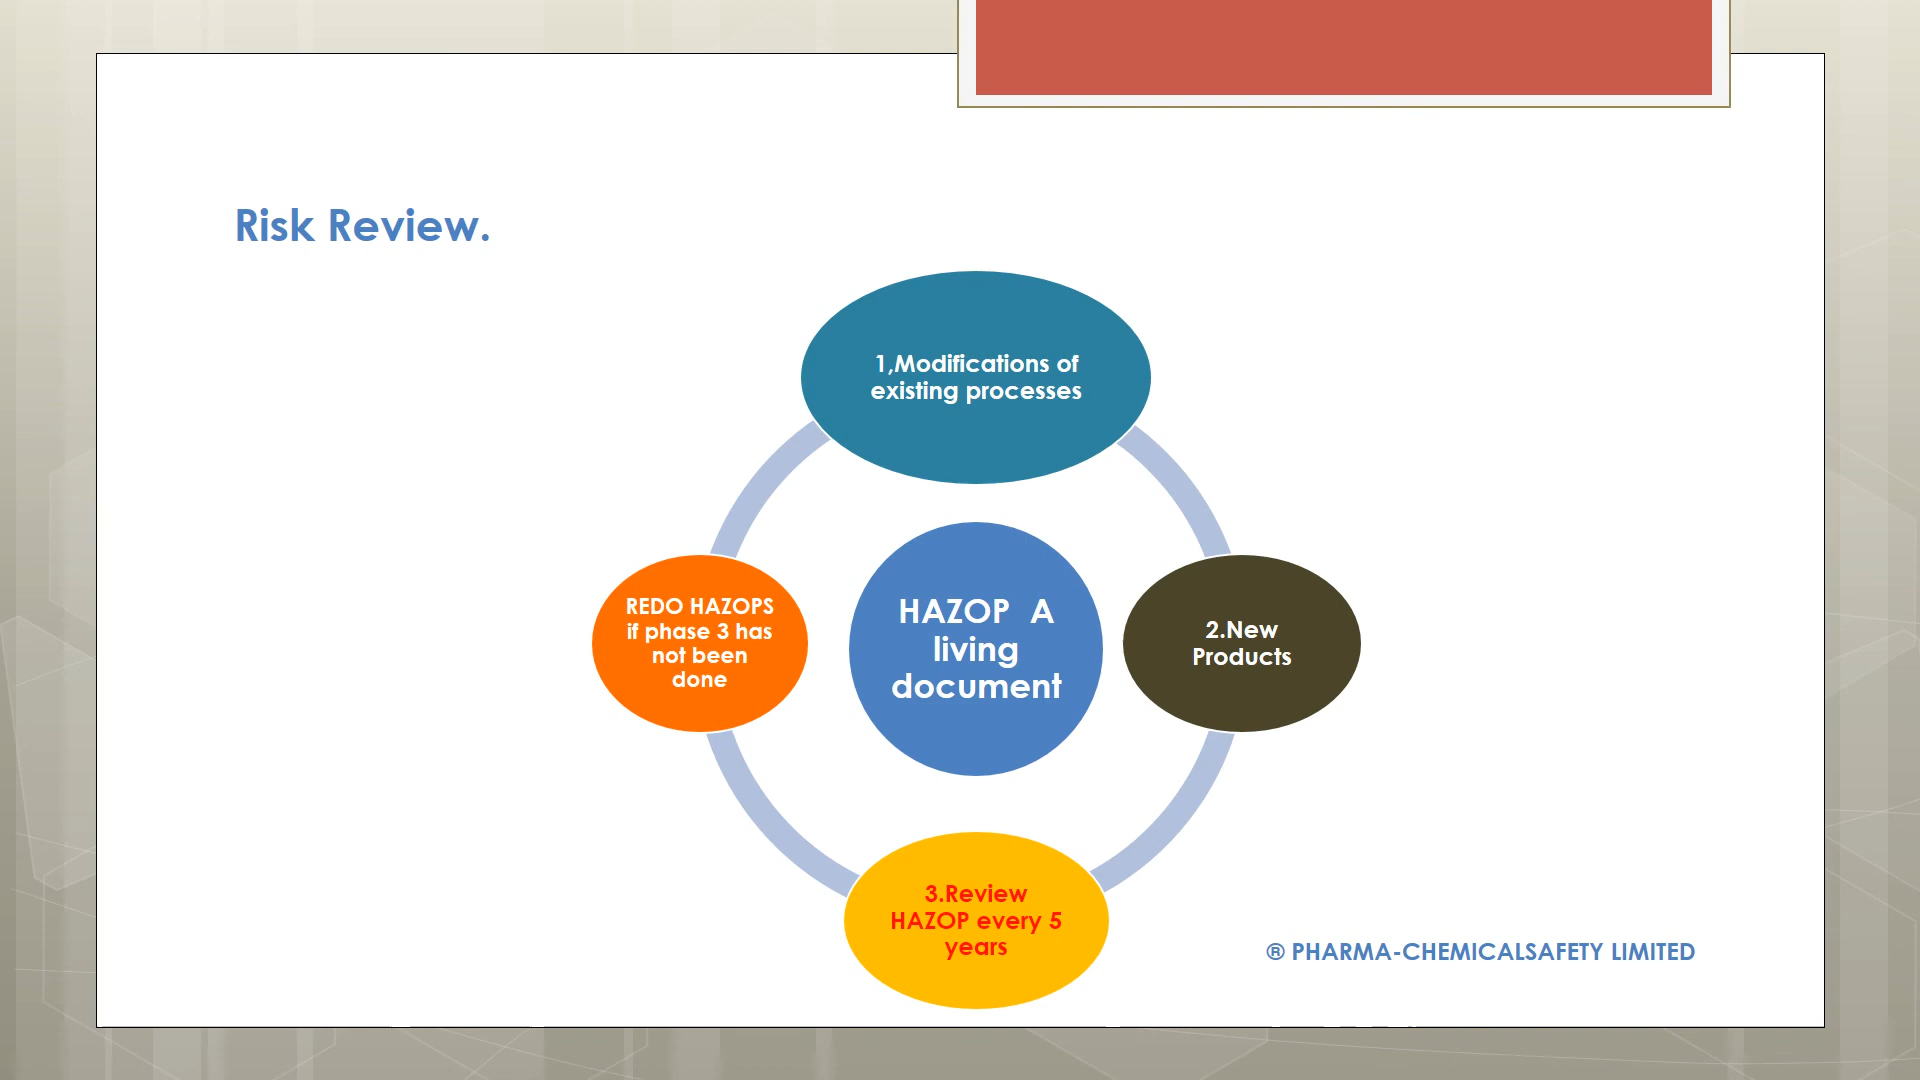 Risk Review.
1,Modifications of
existing processes
REDO HAZOPS
if phase 3 has
not been
done
HAZOP  A
living
document
2.New
Products
3.Review
HAZOP every 5
years
® PHARMA-CHEMICALSAFETY LIMITED